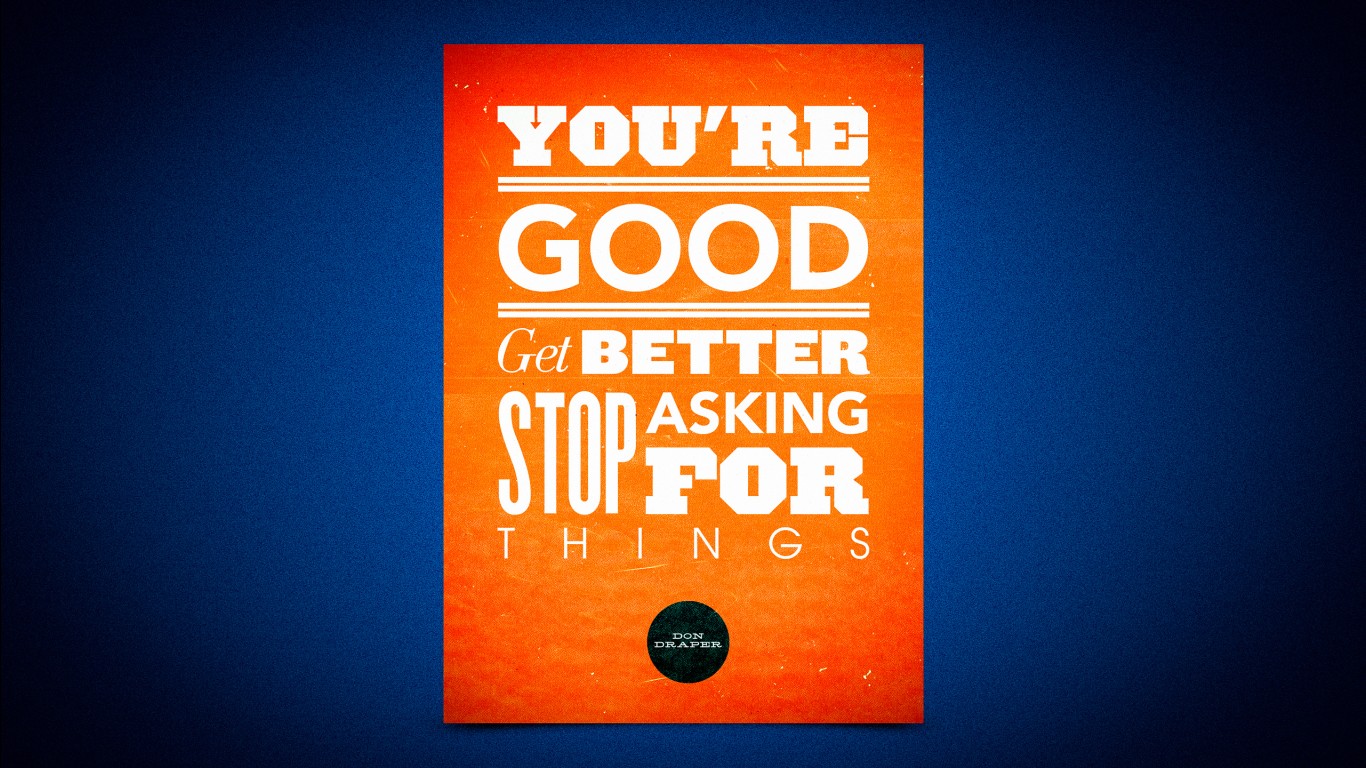 YOU'RE
GOOD
Get BETTER
STOP ASKING
FOR
THINGS
DON
DRAPER